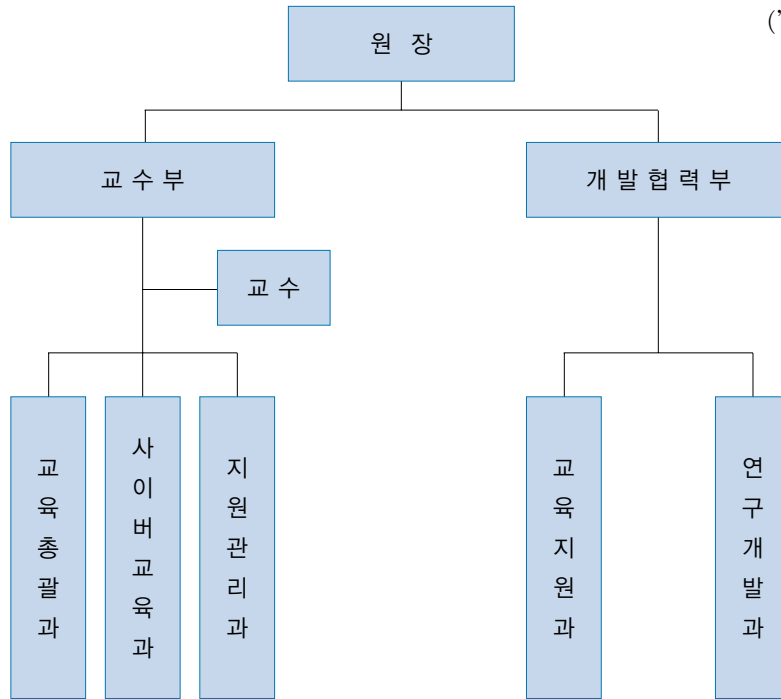 (’
원 장
교 수 부
개 발 협 력 부
교 수
교육총괄과
사이버교육과
지원관리과
교육지원과
연구개발과